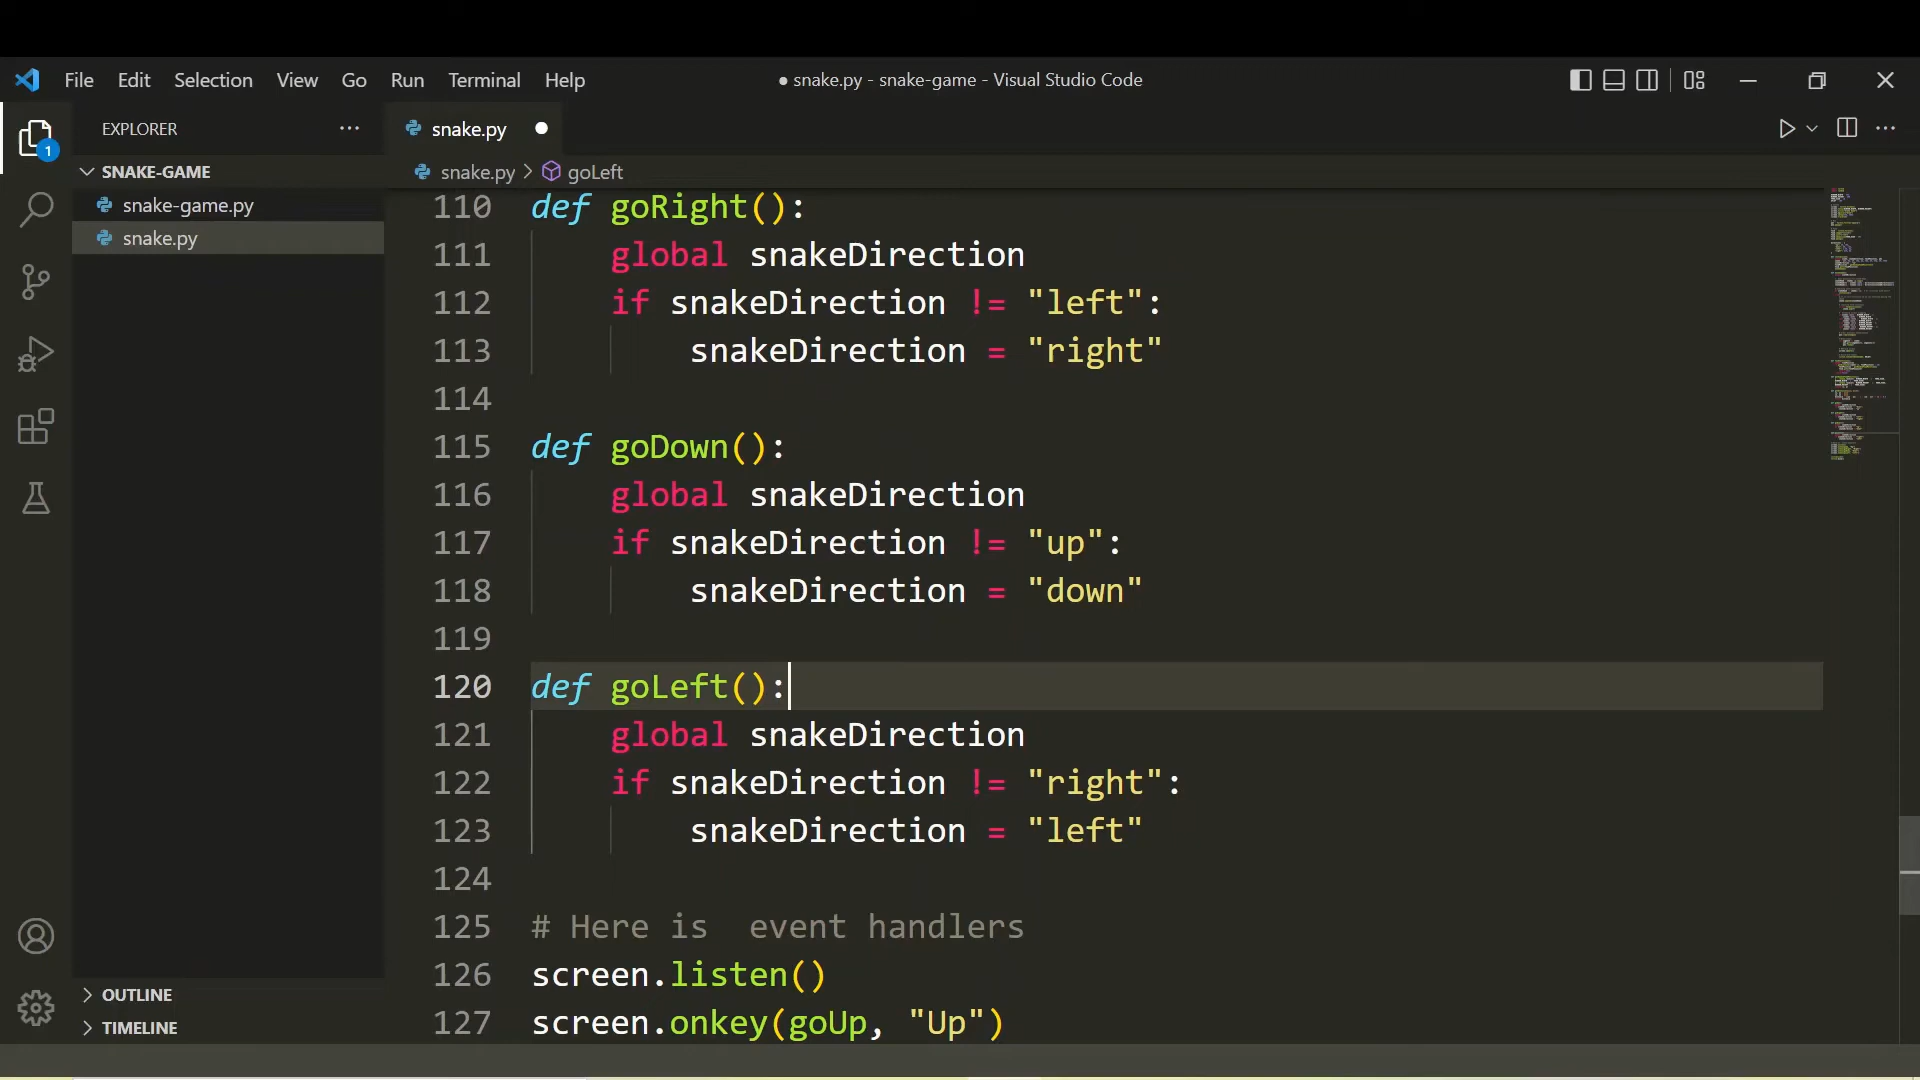 File Edit Selection View Go Run Terminal Help ● snake.py - snake-game - Visual Studio Code
EXPLORER ··· snake.py ●
1
SNAKE-GAME
snake.py > goLeft
snake-game.py
snake.py
110 def goRight():
111 global snakeDirection
112 if snakeDirection != "left":
113 snakeDirection = "right"
114
115 def goDown():
116 global snakeDirection
117 if snakeDirection != "up":
118 snakeDirection = "down"
119
120 def goLeft():
121 global snakeDirection
122 if snakeDirection != "right":
123 snakeDirection = "left"
124
125 # Here is  event handlers
126 screen.listen()
127 screen.onkey(goUp, "Up")
OUTLINE
TIMELINE